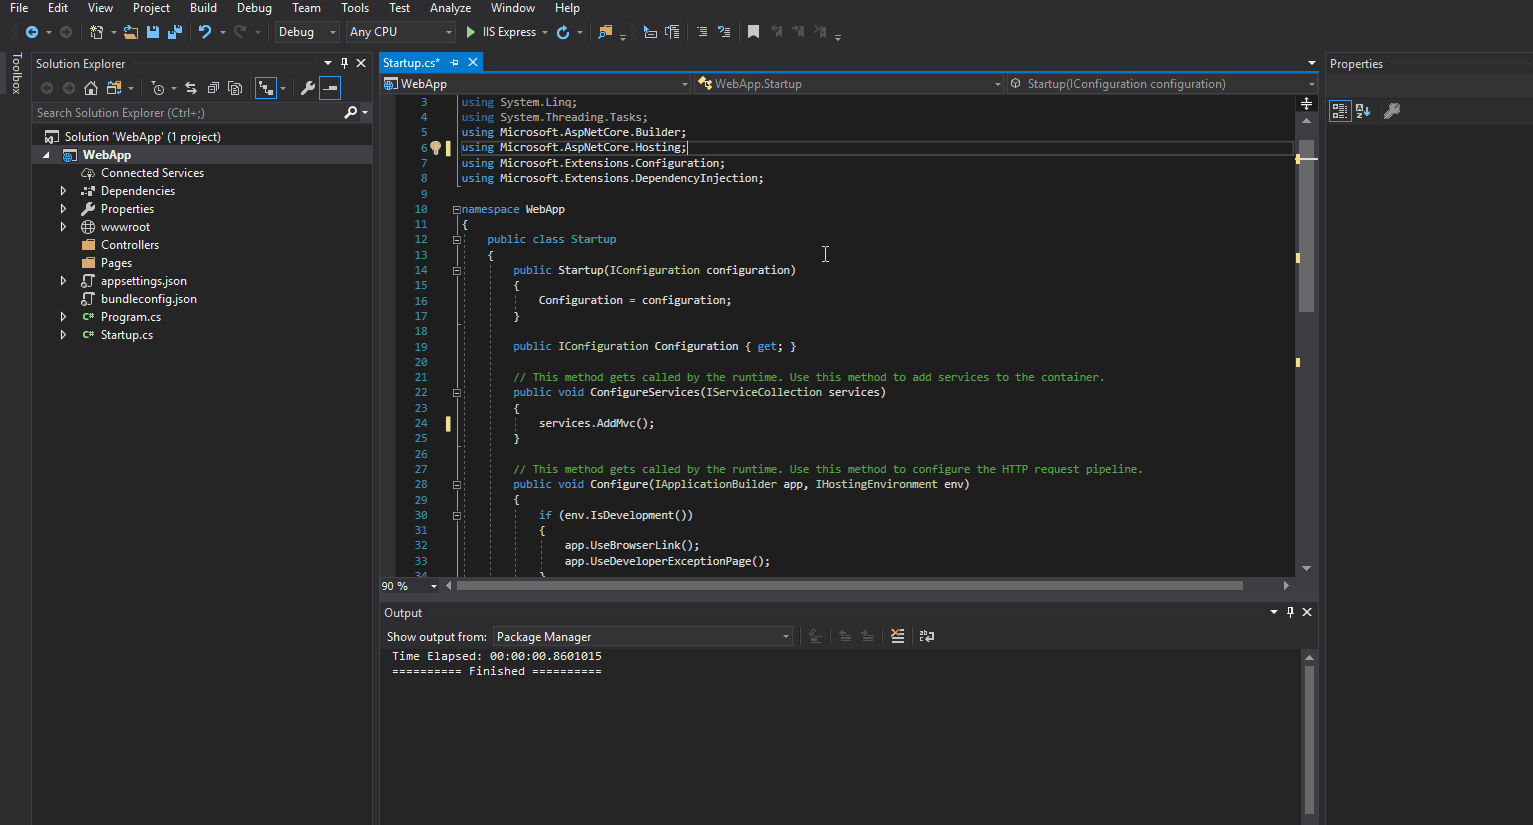 File Edit View Project Build Debug Team Tools Test Analyze Window Help
Debug Any CPU IIS Express
Toolbox
Solution Explorer
Search Solution Explorer (Ctrl+;)
Solution 'WebApp' (1 project)
WebApp
Connected Services
Dependencies
Properties
wwwroot
Controllers
Pages
appsettings.json
bundleconfig.json
C# Program.cs
C# Startup.cs
Startup.cs*
WebApp WebApp.Startup Startup(IConfiguration configuration)
3 using System.Linq;
4 using System.Threading.Tasks;
5 using Microsoft.AspNetCore.Builder;
6 using Microsoft.AspNetCore.Hosting;
7 using Microsoft.Extensions.Configuration;
8 using Microsoft.Extensions.DependencyInjection;
9
10 namespace WebApp
11 {
12 public class Startup
13 {
14 public Startup(IConfiguration configuration)
15 {
16 Configuration = configuration;
17 }
18
19 public IConfiguration Configuration { get; }
20
21 // This method gets called by the runtime. Use this method to add services to the container.
22 public void ConfigureServices(IServiceCollection services)
23 {
24 services.AddMvc();
25 }
26
27 // This method gets called by the runtime. Use this method to configure the HTTP request pipeline.
28 public void Configure(IApplicationBuilder app, IHostingEnvironment env)
29 {
30 if (env.IsDevelopment())
31 {
32 app.UseBrowserLink();
33 app.UseDeveloperExceptionPage();
34 }
90 %
Output
Show output from: Package Manager
Time Elapsed: 00:00:00.8601015
========== Finished ==========
Properties